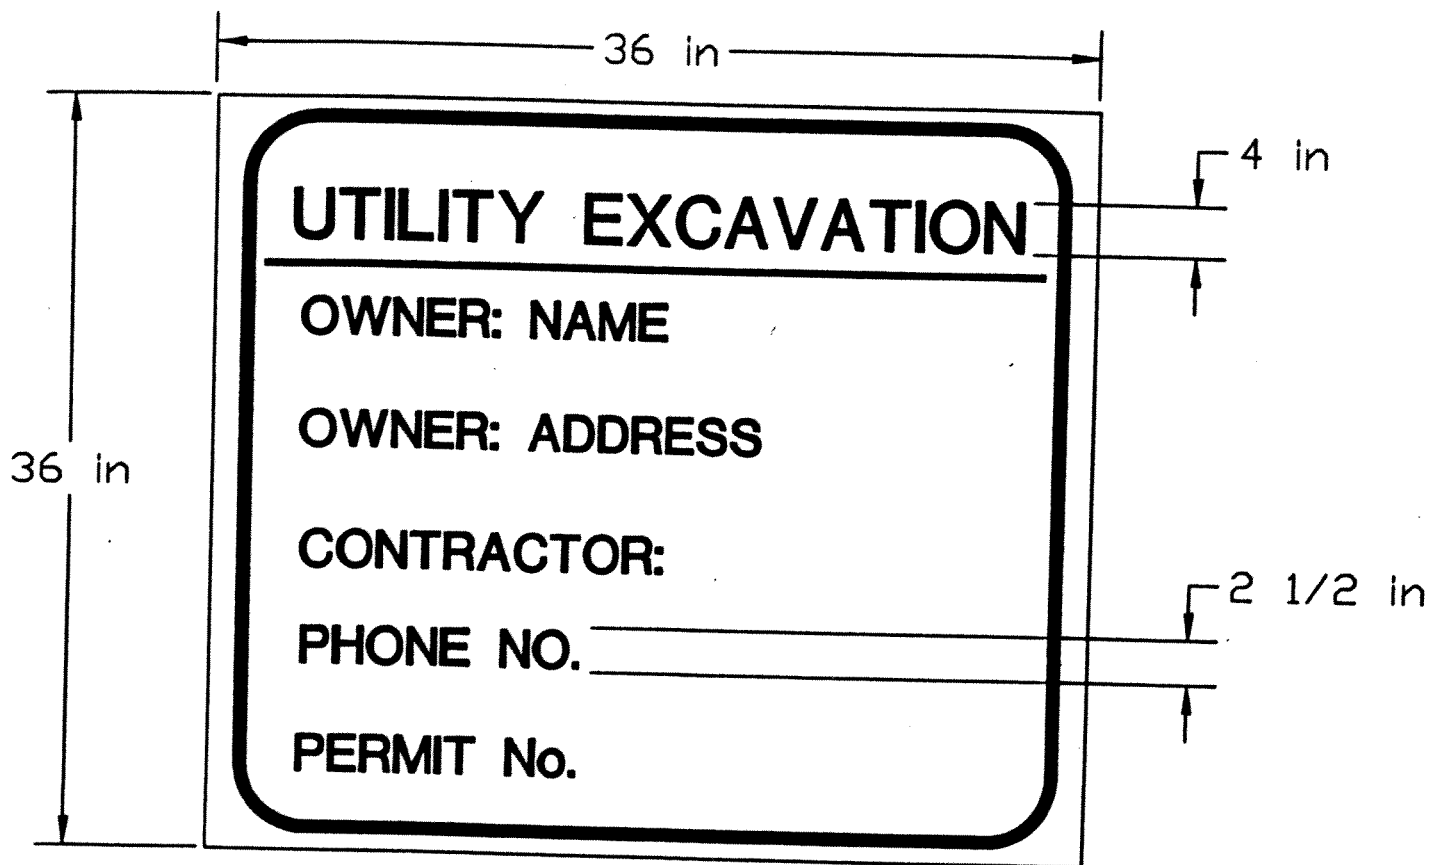 36 in
4 in
UTILITY EXCAVATION
OWNER: NAME
OWNER: ADDRESS
36 in
CONTRACTOR:
2 1/2 in
PHONE NO.
PERMIT No.